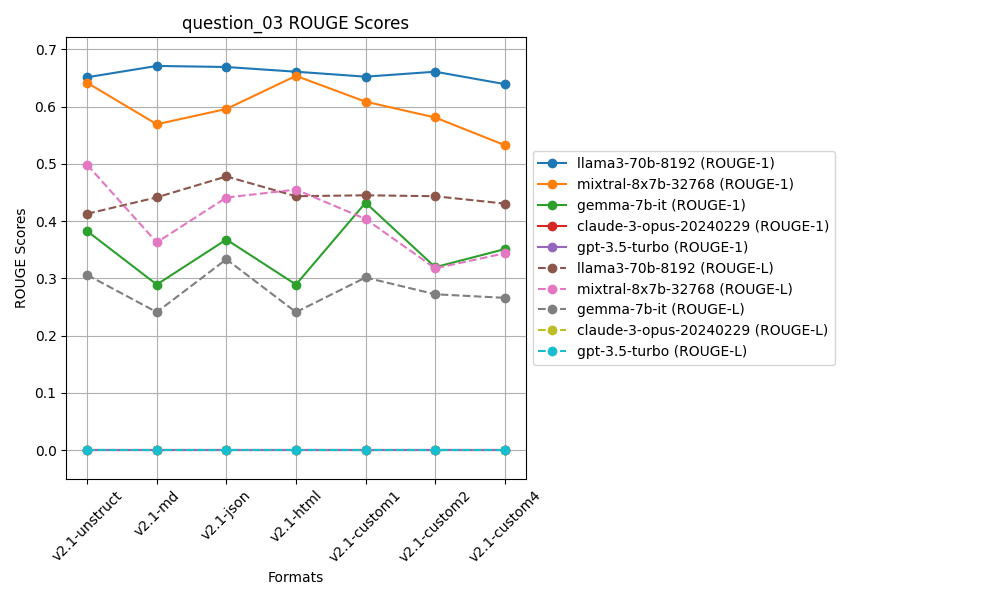 question_03 ROUGE Scores
ROUGE Scores
0.7
0.6
0.5
0.4
0.3
0.2
0.1
0.0
v2.1-unstruct
v2.1-md
v2.1-json
v2.1-html
v2.1-custom1
v2.1-custom2
v2.1-custom4
Formats
llama3-70b-8192 (ROUGE-1)
mixtral-8x7b-32768 (ROUGE-1)
gemma-7b-it (ROUGE-1)
claude-3-opus-20240229 (ROUGE-1)
gpt-3.5-turbo (ROUGE-1)
llama3-70b-8192 (ROUGE-L)
mixtral-8x7b-32768 (ROUGE-L)
gemma-7b-it (ROUGE-L)
claude-3-opus-20240229 (ROUGE-L)
gpt-3.5-turbo (ROUGE-L)